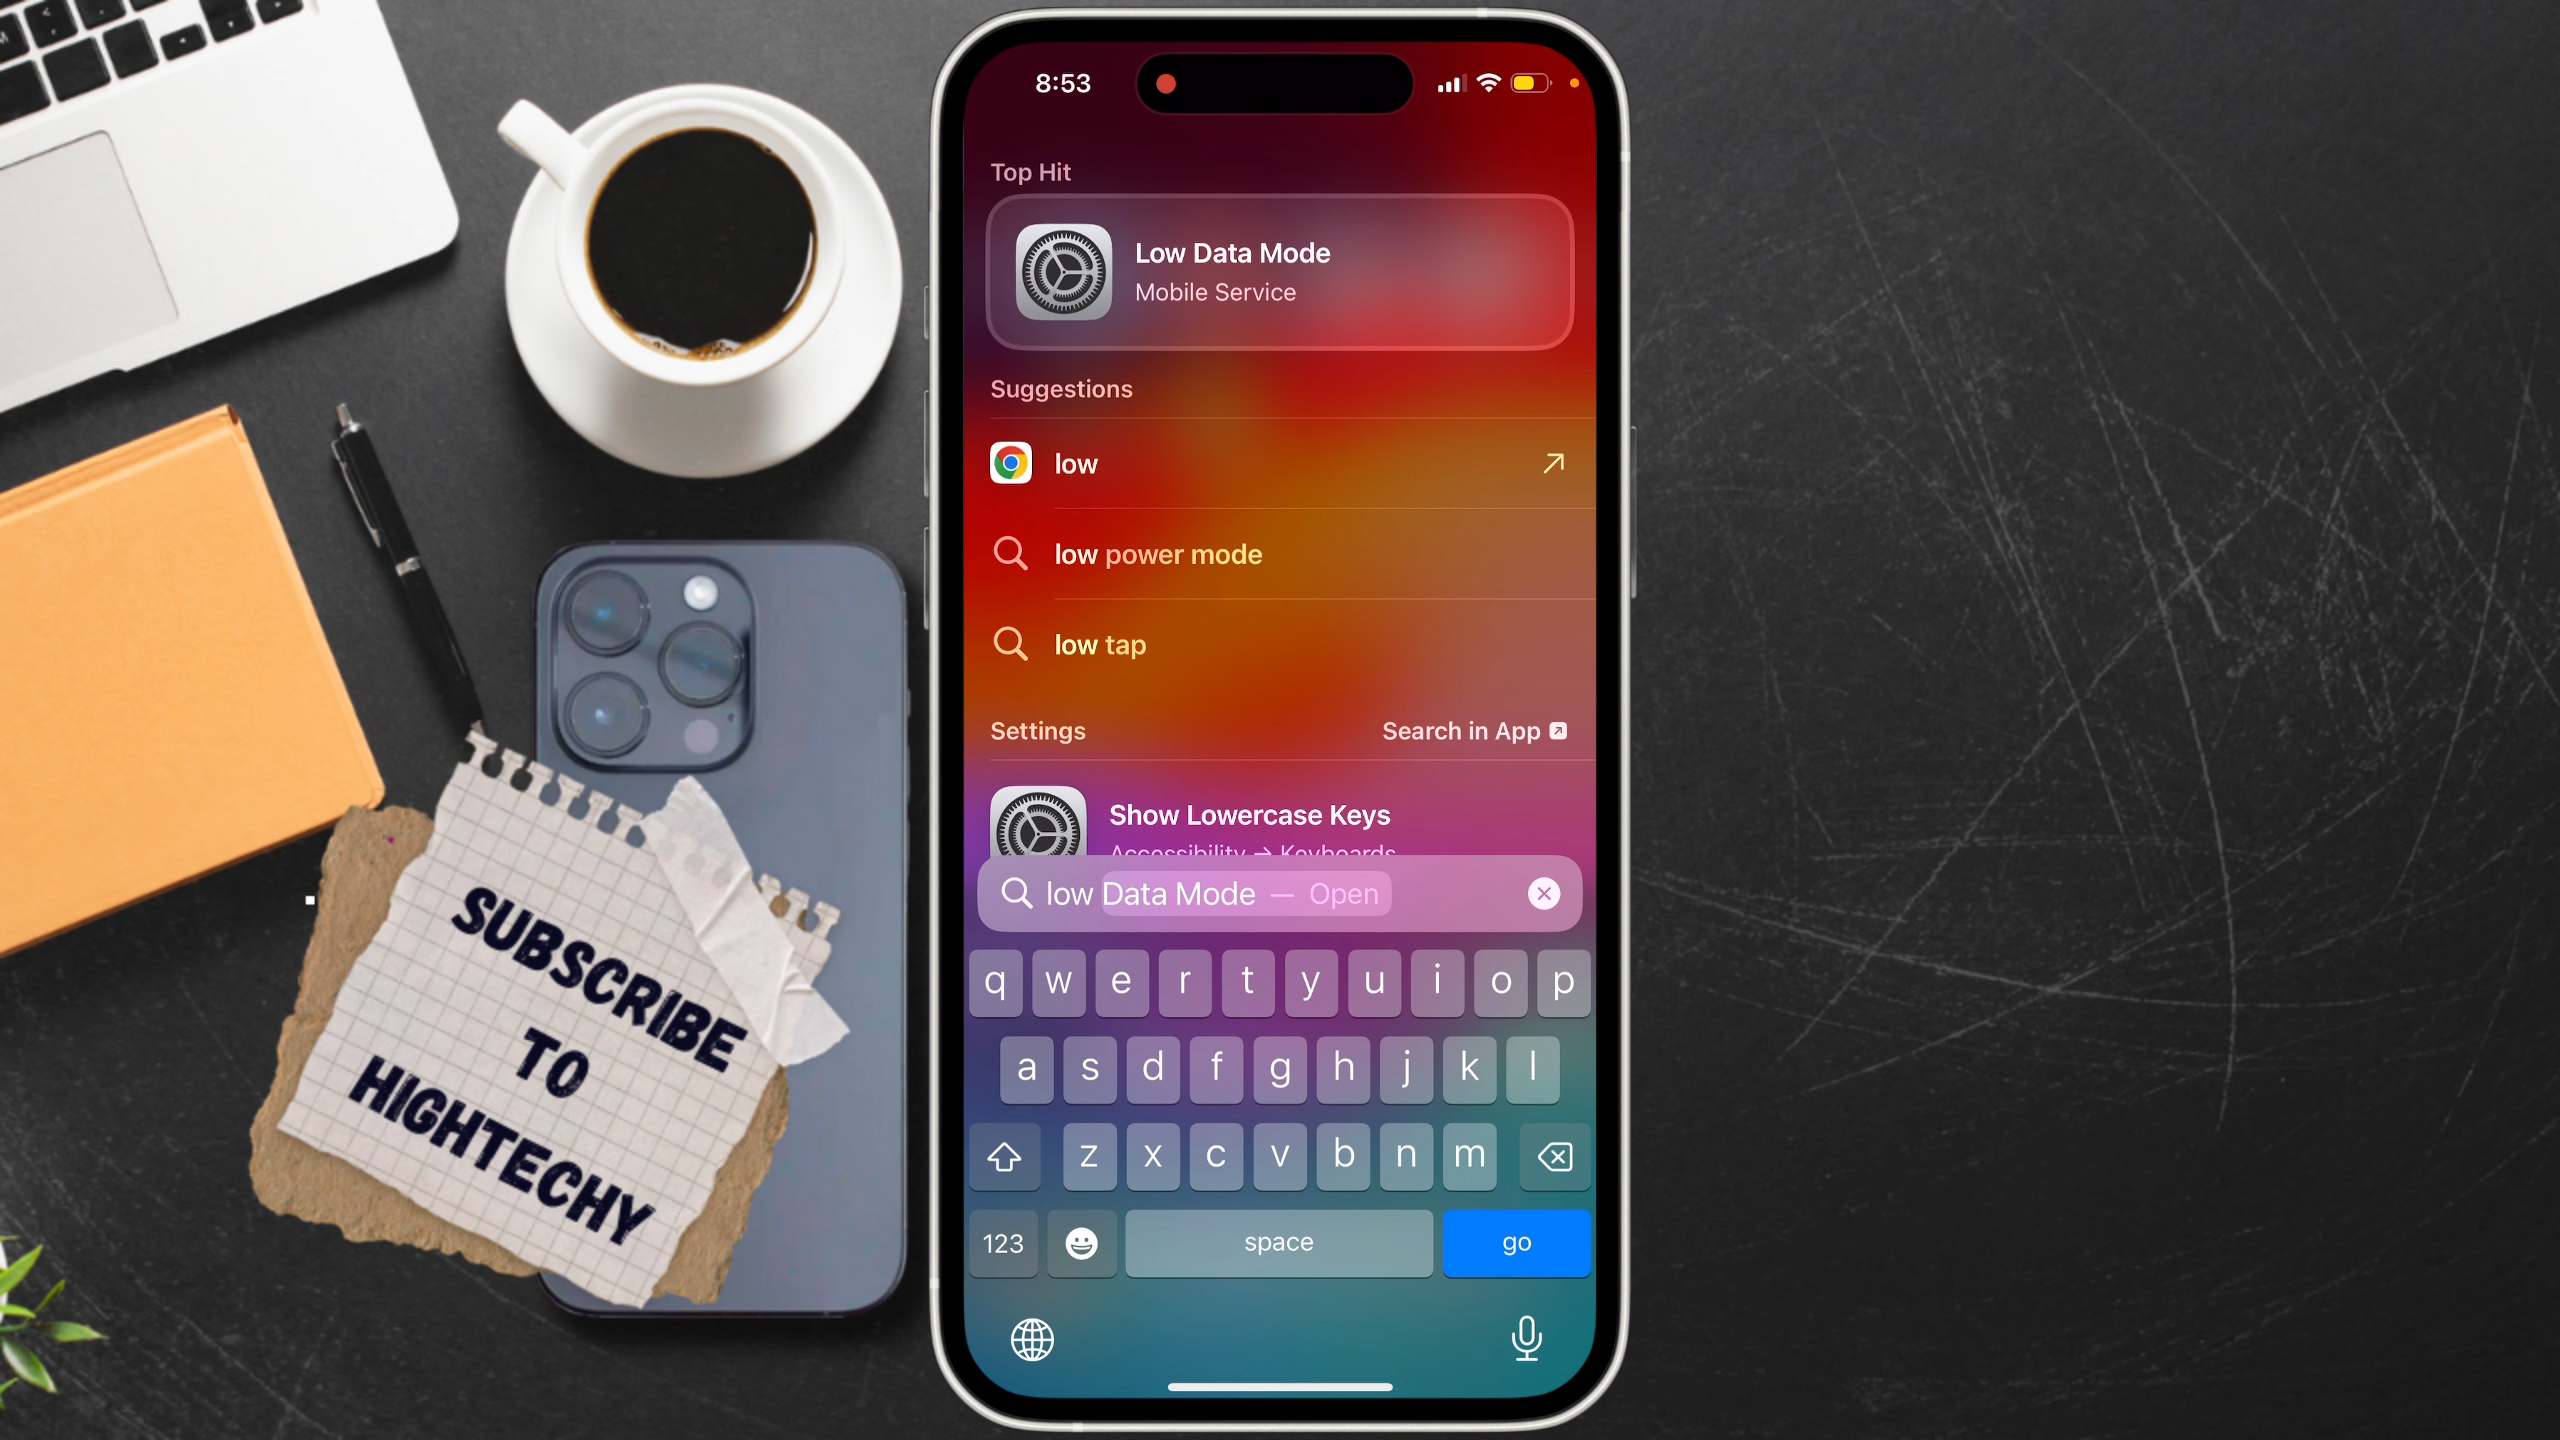 8:53
Top Hit
Low Data Mode
Mobile Service
Suggestions
low
low power mode
low tap
Settings
Search in App
Show Lowercase Keys
Accessibility → Keyboards
low Data Mode — Open
q w e r t y u i o p
a s d f g h j k l
z x c v b n m
123
space
go
SUBSCRIBE
TO
HIGHTECHY